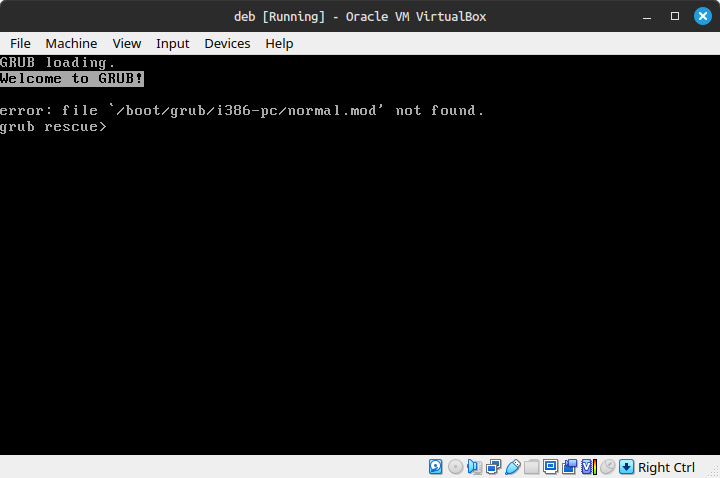 deb [Running] - Oracle VM VirtualBox
File Machine View Input Devices Help
GRUB loading.
Welcome to GRUB!
error: file `/boot/grub/i386-pc/normal.mod' not found.
grub rescue>
Right Ctrl